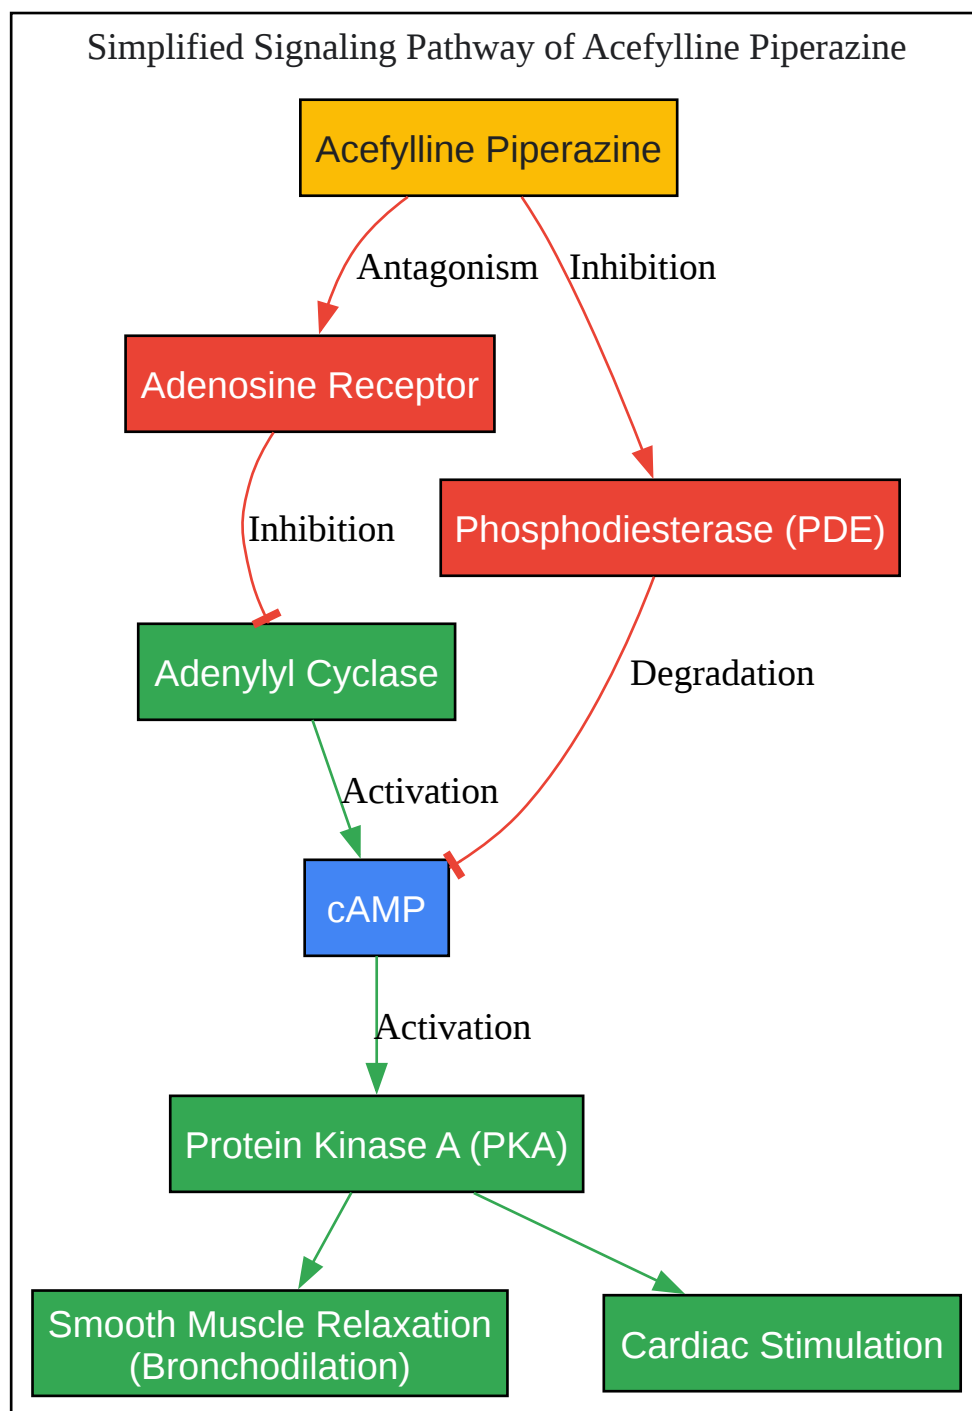 Simplified Signaling Pathway of Acefylline Piperazine
Acefylline Piperazine
Antagonism
Inhibition
Adenosine Receptor
Phosphodiesterase (PDE)
Inhibition
Adenylyl Cyclase
Degradation
Activation
cAMP
Activation
Protein Kinase A (PKA)
Smooth Muscle Relaxation
(Bronchodilation)
Cardiac Stimulation